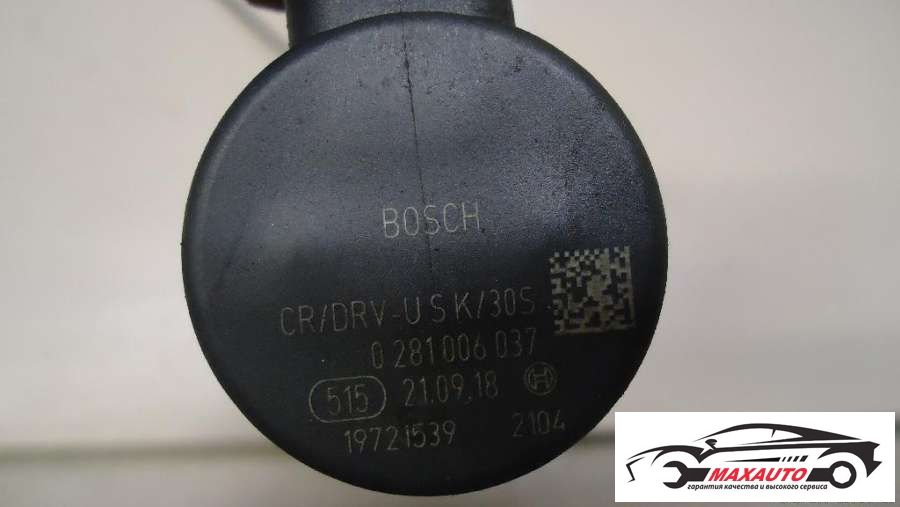 BOSCH
CR/DRV-U S K/30S
0 281 006 037
515 21.09.18
19721539 2104
MAXAUTO
гарантия качества и высокого сервиса